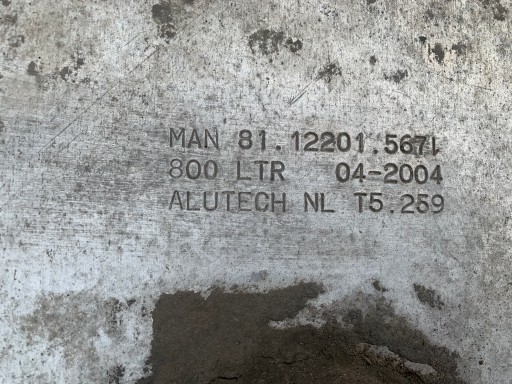 MAN 81.12201.5671
800 LTR 04-2004
ALUTECH NL T5.259